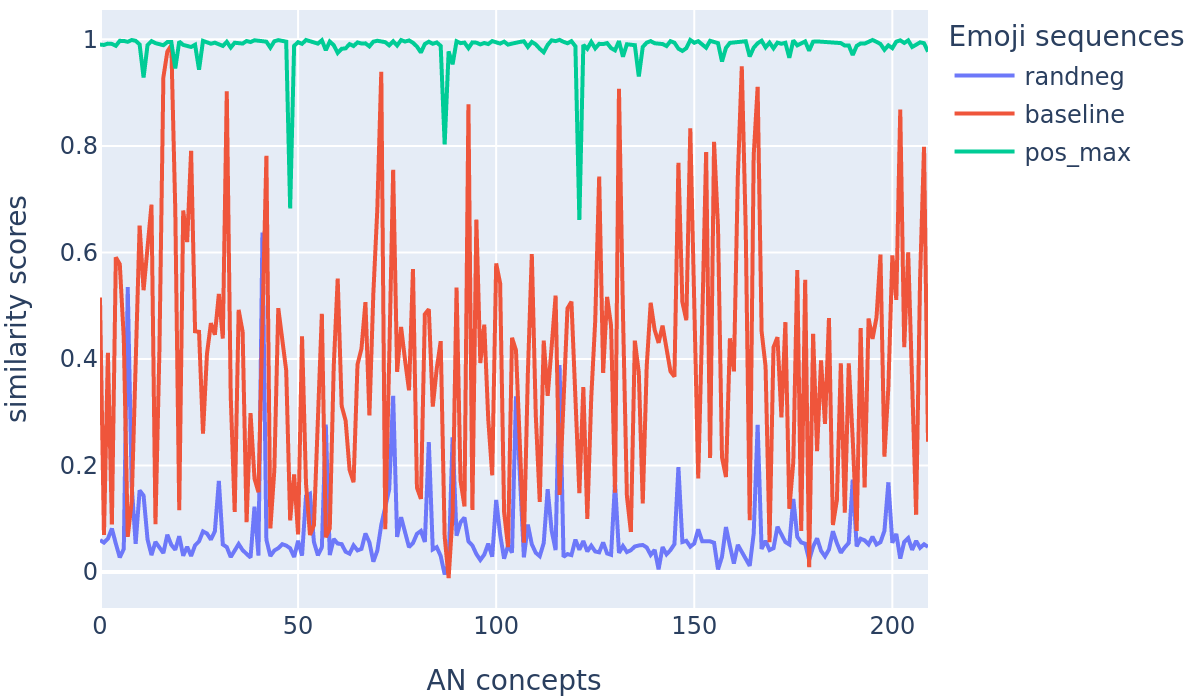 Emoji sequences
randneg
baseline
pos_max
similarity scores
1
0.8
0.6
0.4
0.2
0
0
50
100
150
200
AN concepts